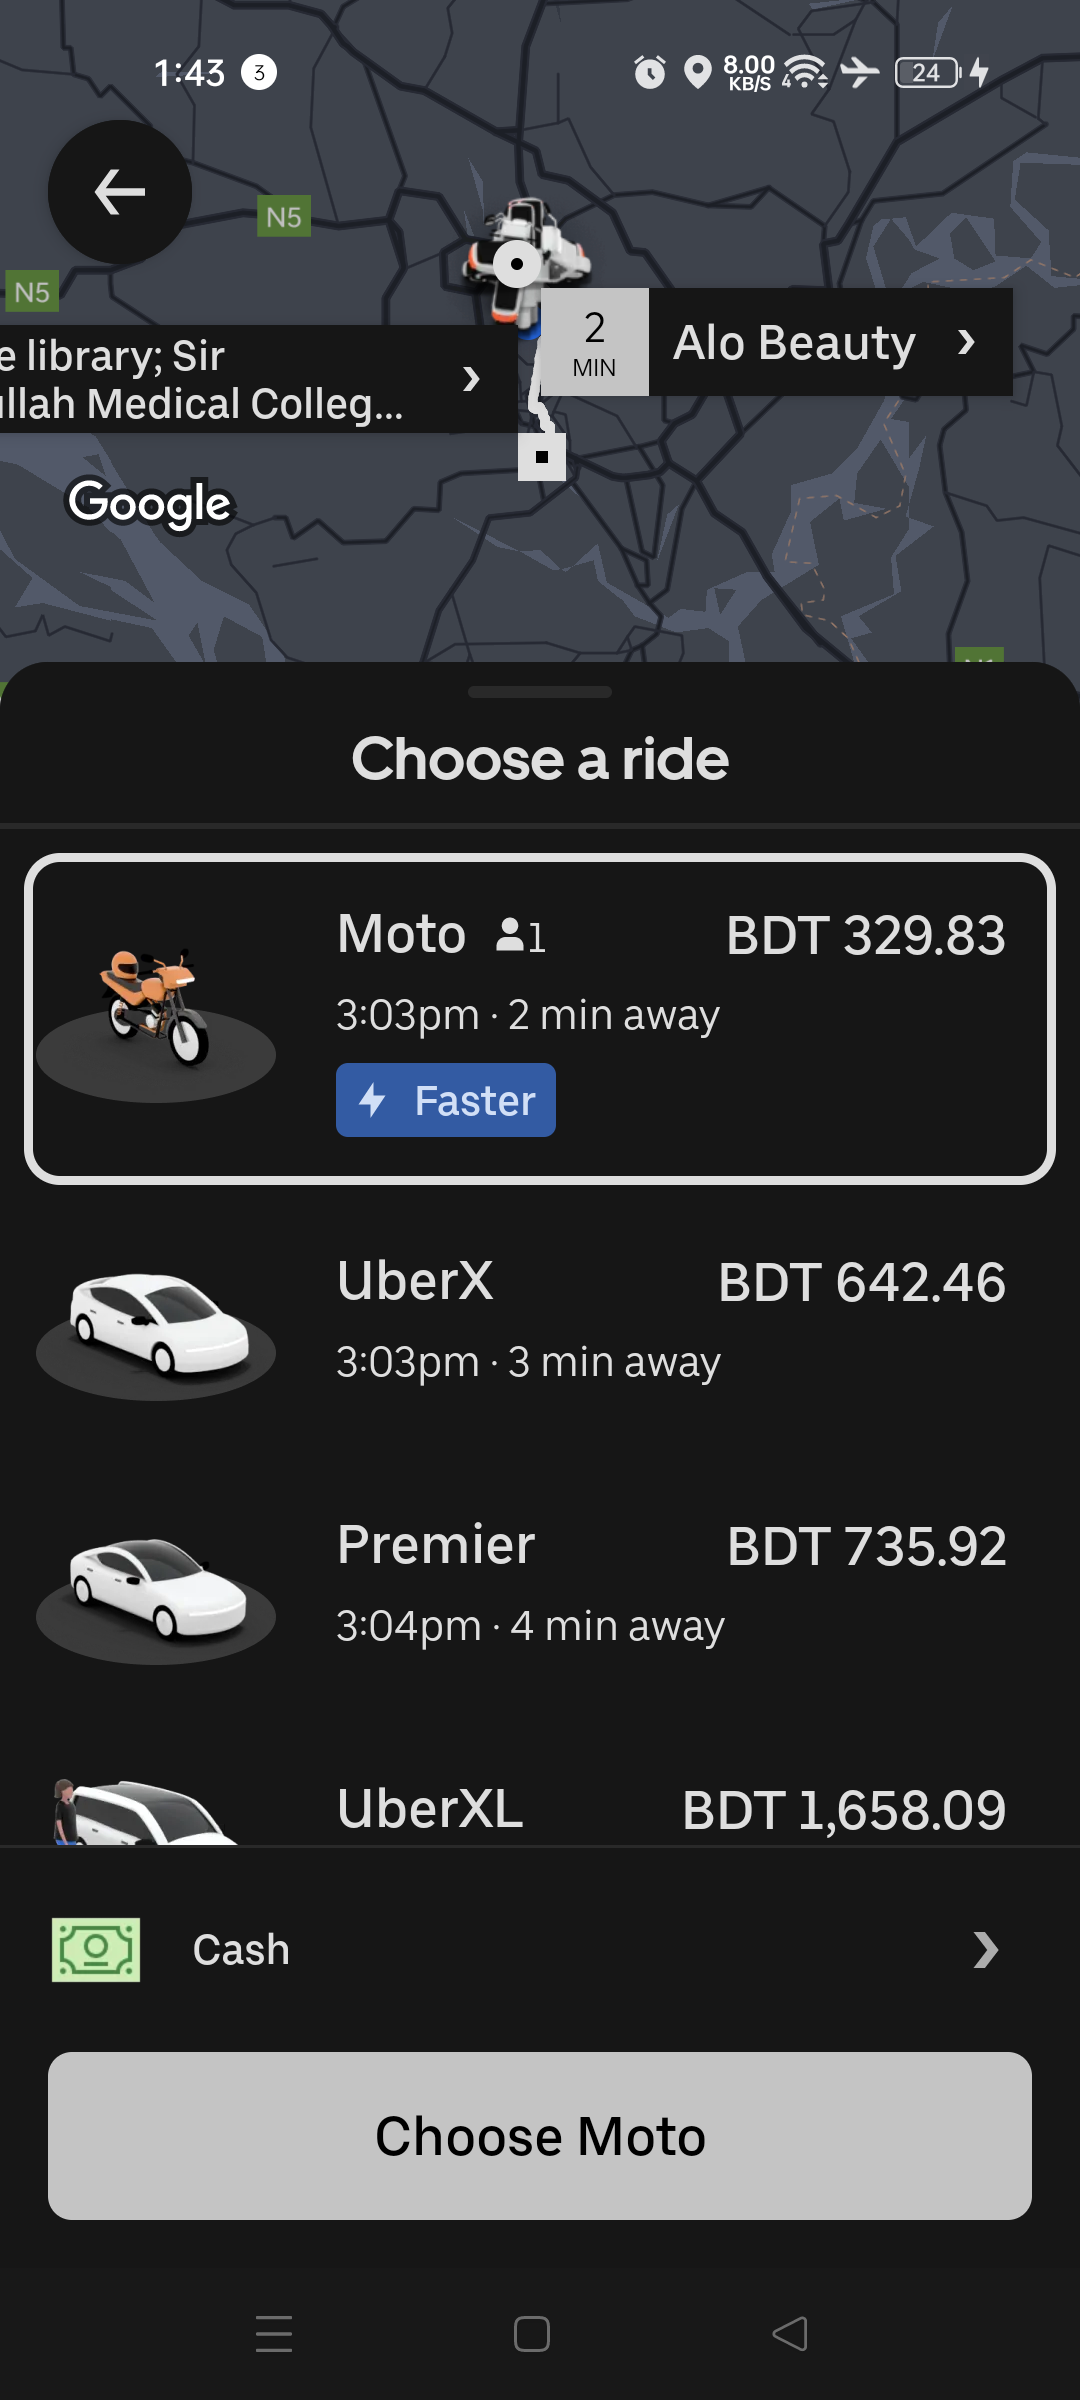 1:43 3 8.00 KB/S 4 24
N5
N5
2 MIN Alo Beauty
library; Sir
Medical Colleg...
Google
Choose a ride
Moto 1 BDT 329.83
3:03pm · 2 min away
Faster
UberX BDT 642.46
3:03pm · 3 min away
Premier BDT 735.92
3:04pm · 4 min away
UberXL BDT 1,658.09
Cash
Choose Moto